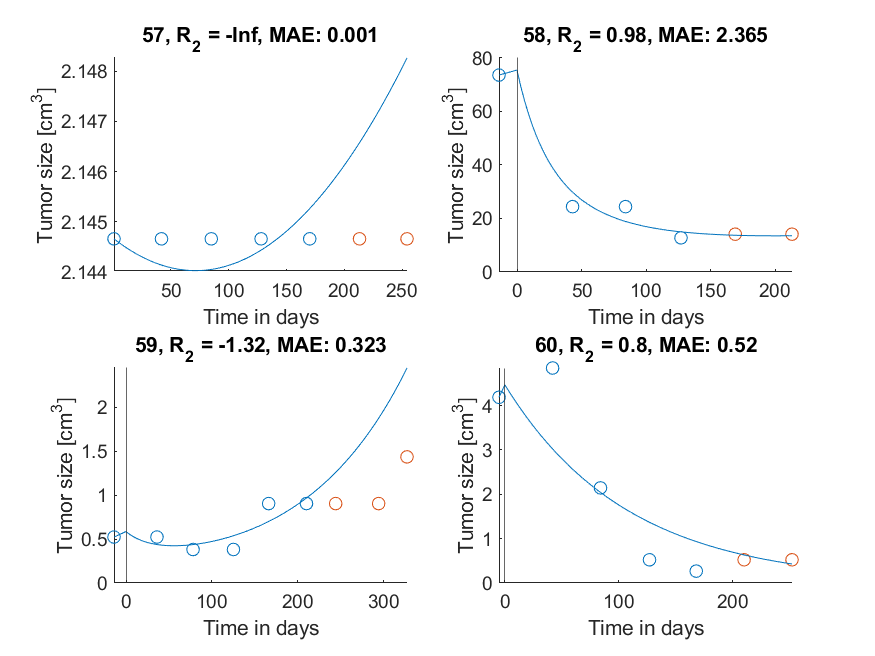 57, R2 = -Inf, MAE: 0.001
Tumor size [cm3]
2.148
2.147
2.146
2.145
2.144
50 100 150 200 250
Time in days
58, R2 = 0.98, MAE: 2.365
Tumor size [cm3]
80
60
40
20
0
0 50 100 150 200
Time in days
59, R2 = -1.32, MAE: 0.323
Tumor size [cm3]
2
1.5
1
0.5
0
0 100 200 300
Time in days
60, R2 = 0.8, MAE: 0.52
Tumor size [cm3]
4
3
2
1
0
0 100 200
Time in days